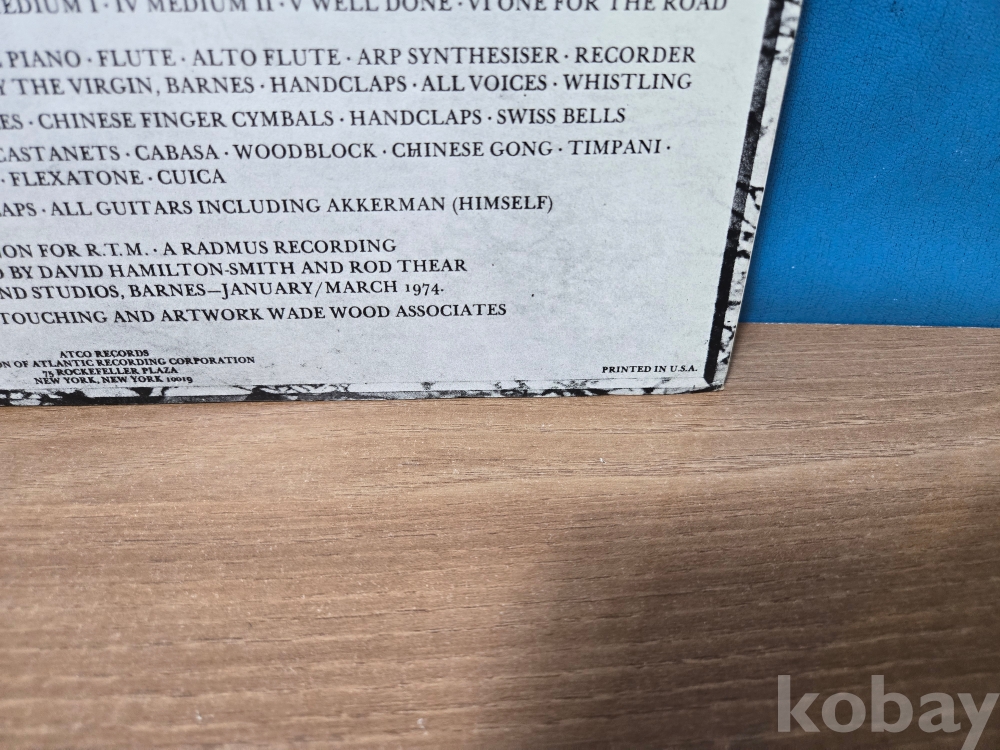 MEDIUM I · IV MEDIUM II · V WELL DONE · VI ONE FOR THE ROAD
PIANO · FLUTE · ALTO FLUTE · ARP SYNTHESISER · RECORDER
THE VIRGIN, BARNES · HANDCLAPS · ALL VOICES · WHISTLING
ES · CHINESE FINGER CYMBALS · HANDCLAPS · SWISS BELLS
CASTANETS · CABASA · WOODBLOCK · CHINESE GONG · TIMPANI ·
· FLEXATONE · CUICA
APS · ALL GUITARS INCLUDING AKKERMAN (HIMSELF)
ON FOR R.T.M. · A RADMUS RECORDING
BY DAVID HAMILTON-SMITH AND ROD THEAR
ND STUDIOS, BARNES—JANUARY/MARCH 1974.
TOUCHING AND ARTWORK WADE WOOD ASSOCIATES
ATCO RECORDS
ON OF ATLANTIC RECORDING CORPORATION
75 ROCKEFELLER PLAZA
NEW YORK, NEW YORK 10019
PRINTED IN U.S.A.
kobay